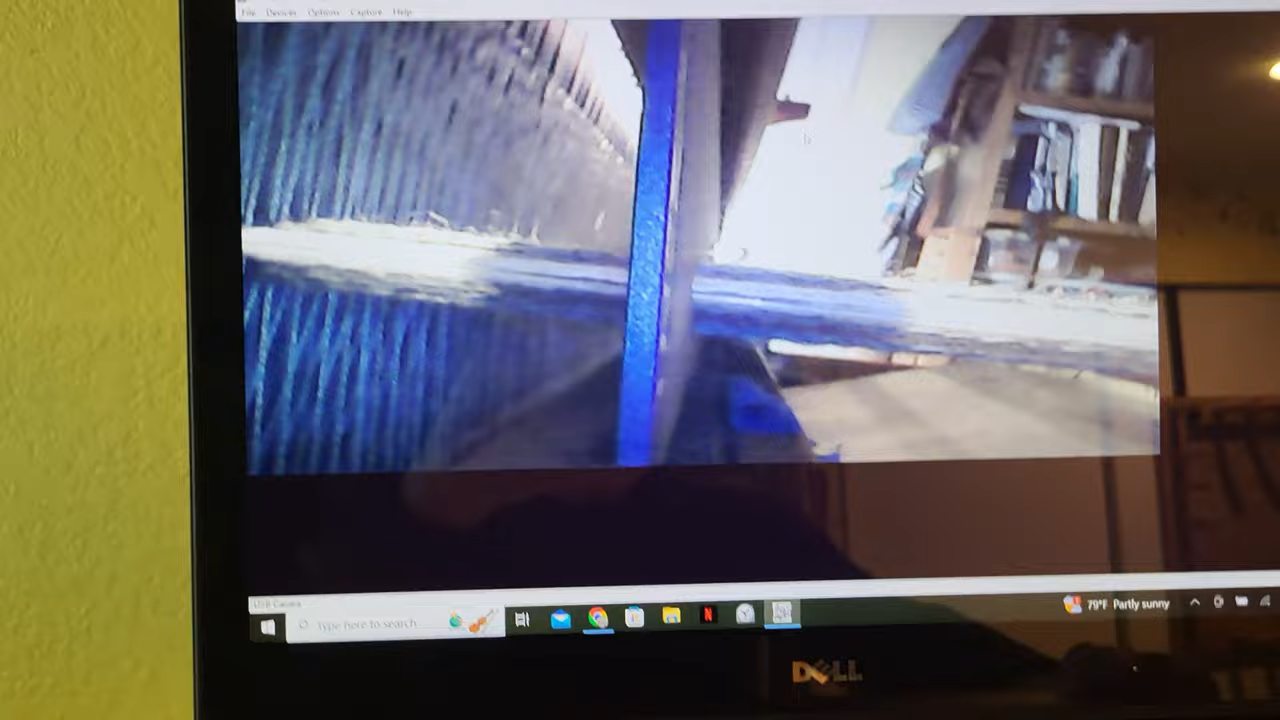 File Devices Options Capture Help
USB Camera
Type here to search
79°F Partly sunny
DELL